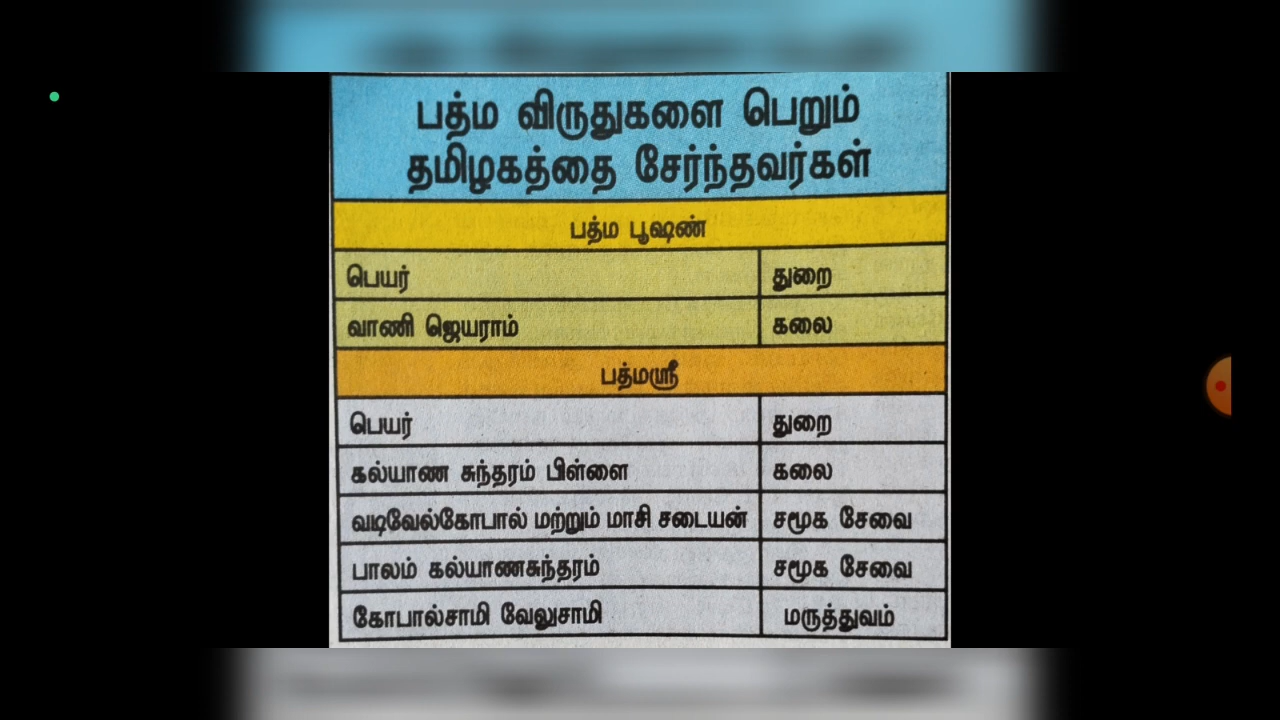 பத்ம விருதுகளை பெறும்
தமிழகத்தை சேர்ந்தவர்கள்
பத்ம பூஷண்
பெயர் துறை
வாணி ஜெயராம் கலை
பத்மஸ்ரீ
பெயர் துறை
கல்யாண சுந்தரம் பிள்ளை கலை
வடிவேல்கோபால் மற்றும் மாசி சடையன் சமூக சேவை
பாலம் கல்யாணசுந்தரம் சமூக சேவை
கோபால்சாமி வேலுசாமி மருத்துவம்